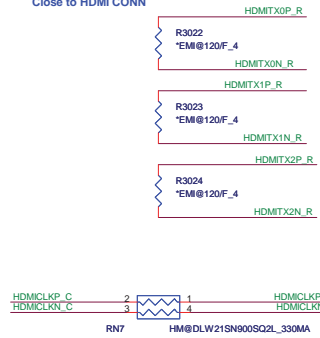 Close to HDMI CONN
HDMITX0P_R
R3022
*EMI@120/F_4
HDMITX0N_R
HDMITX1P_R
R3023
*EMI@120/F_4
HDMITX1N_R
HDMITX2P_R
R3024
*EMI@120/F_4
HDMITX2N_R
HDMICLKP_C 2 1 HDMICLKP
HDMICLKN_C 3 4 HDMICLKN
RN7 HM@DLW21SN900SQ2L_330MA